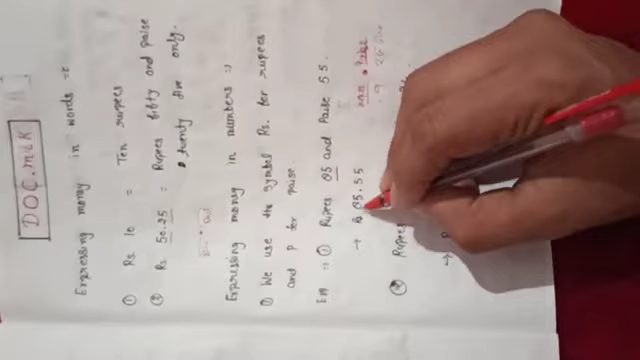 DOC. MLK
Expressing money in words :-
① Rs. 10 = Ten rupees
② Rs. 50.25 : Rupees fifty and paise
twenty five only.
Expressing money in numbers :-
① We use the symbol Rs. for rupees
and P for paise.
① Rupees 05 and Paise 55.
→ 05.55
② Rupees